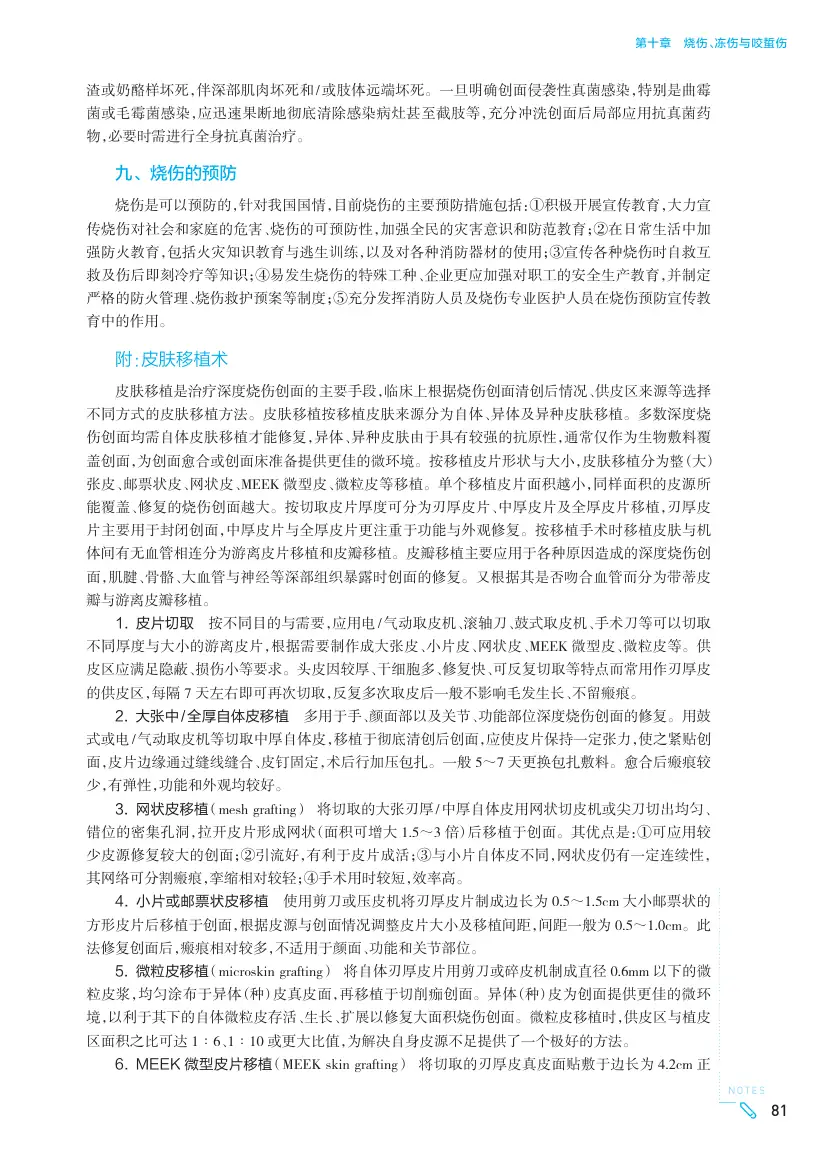 第十章 烧伤、冻伤与咬蜇伤
渣或奶酪样坏死,伴深部肌肉坏死和/或肢体远端坏死。一旦明确创面侵袭性真菌感染,特别是曲霉
菌或毛霉菌感染,应迅速果断地彻底清除感染病灶甚至截肢等,充分冲洗创面后局部应用抗真菌药
物,必要时需进行全身抗真菌治疗。
九、烧伤的预防
烧伤是可以预防的,针对我国国情,目前烧伤的主要预防措施包括:①积极开展宣传教育,大力宣
传烧伤对社会和家庭的危害、烧伤的可预防性,加强全民的灾害意识和防范教育;②在日常生活中加
强防火教育,包括火灾知识教育与逃生训练,以及对各种消防器材的使用;③宣传各种烧伤时自救互
救及伤后即刻冷疗等知识;④易发生烧伤的特殊工种、企业更应加强对职工的安全生产教育,并制定
严格的防火管理、烧伤救护预案等制度;⑤充分发挥消防人员及烧伤专业医护人员在烧伤预防宣传教
育中的作用。
附:皮肤移植术
皮肤移植是治疗深度烧伤创面的主要手段,临床上根据烧伤创面清创后情况、供皮区来源等选择
不同方式的皮肤移植方法。皮肤移植按移植皮肤来源分为自体、异体及异种皮肤移植。多数深度烧
伤创面均需自体皮肤移植才能修复,异体、异种皮肤由于具有较强的抗原性,通常仅作为生物敷料覆
盖创面,为创面愈合或创面床准备提供更佳的微环境。按移植皮片形状与大小,皮肤移植分为整(大)
张皮、邮票状皮、网状皮、MEEK 微型皮、微粒皮等移植。单个移植皮片面积越小,同样面积的皮源所
能覆盖、修复的烧伤创面越大。按切取皮片厚度可分为刃厚皮片、中厚皮片及全厚皮片移植,刃厚皮
片主要用于封闭创面,中厚皮片与全厚皮片更注重于功能与外观修复。按移植手术时移植皮肤与机
体间有无血管相连分为游离皮片移植和皮瓣移植。皮瓣移植主要应用于各种原因造成的深度烧伤创
面,肌腱、骨骼、大血管与神经等深部组织暴露时创面的修复。又根据其是否吻合血管而分为带蒂皮
瓣与游离皮瓣移植。
1. 皮片切取 按不同目的与需要,应用电/气动取皮机、滚轴刀、鼓式取皮机、手术刀等可以切取
不同厚度与大小的游离皮片,根据需要制作成大张皮、小片皮、网状皮、MEEK 微型皮、微粒皮等。供
皮区应满足隐蔽、损伤小等要求。头皮因较厚、干细胞多、修复快、可反复切取等特点而常用作刃厚皮
的供皮区,每隔 7 天左右即可再次切取,反复多次取皮后一般不影响毛发生长、不留瘢痕。
2. 大张中/全厚自体皮移植 多用于手、颜面部以及关节、功能部位深度烧伤创面的修复。用鼓
式或电/气动取皮机等切取中厚自体皮,移植于彻底清创后创面,应使皮片保持一定张力,使之紧贴创
面,皮片边缘通过缝线缝合、皮钉固定,术后行加压包扎。一般 5～7 天更换包扎敷料。愈合后瘢痕较
少,有弹性,功能和外观均较好。
3. 网状皮移植(mesh grafting) 将切取的大张刃厚/中厚自体皮用网状切皮机或尖刀切出均匀、
错位的密集孔洞,拉开皮片形成网状(面积可增大 1.5～3 倍)后移植于创面。其优点是:①可应用较
少皮源修复较大的创面;②引流好,有利于皮片成活;③与小片自体皮不同,网状皮仍有一定连续性,
其网络可分割瘢痕,挛缩相对较轻;④手术用时较短,效率高。
4. 小片或邮票状皮移植 使用剪刀或压皮机将刃厚皮片制成边长为 0.5～1.5cm 大小邮票状的
方形皮片后移植于创面,根据皮源与创面情况调整皮片大小及移植间距,间距一般为 0.5～1.0cm。此
法修复创面后,瘢痕相对较多,不适用于颜面、功能和关节部位。
5. 微粒皮移植(microskin grafting) 将自体刃厚皮片用剪刀或碎皮机制成直径 0.6mm 以下的微
粒皮浆,均匀涂布于异体(种)皮真皮面,再移植于切削痂创面。异体(种)皮为创面提供更佳的微环
境,以利于其下的自体微粒皮存活、生长、扩展以修复大面积烧伤创面。微粒皮移植时,供皮区与植皮
区面积之比可达 1∶6、1∶10 或更大比值,为解决自身皮源不足提供了一个极好的方法。
6. MEEK 微型皮片移植(MEEK skin grafting) 将切取的刃厚皮真皮面贴敷于边长为 4.2cm 正
NOTES
81